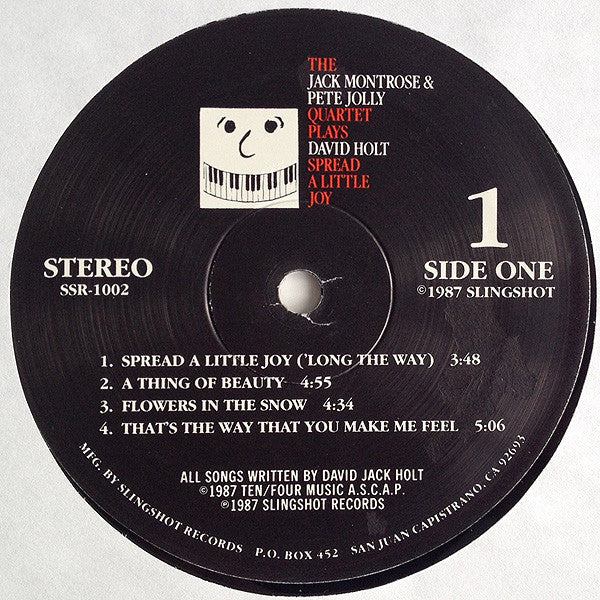 THE
JACK MONTROSE &
PETE JOLLY
QUARTET
PLAYS
DAVID HOLT
SPREAD
A LITTLE
JOY
STEREO
SSR-1002
1
SIDE ONE
©1987 SLINGSHOT
1. SPREAD A LITTLE JOY ('LONG THE WAY) 3:48
2. A THING OF BEAUTY 4:55
3. FLOWERS IN THE SNOW 4:34
4. THAT'S THE WAY THAT YOU MAKE ME FEEL 5:06
ALL SONGS WRITTEN BY DAVID JACK HOLT
©1987 TEN/FOUR MUSIC A.S.C.A.P.
℗1987 SLINGSHOT RECORDS
MFG. BY SLINGSHOT RECORDS P.O. BOX 452 SAN JUAN CAPISTRANO, CA 92693